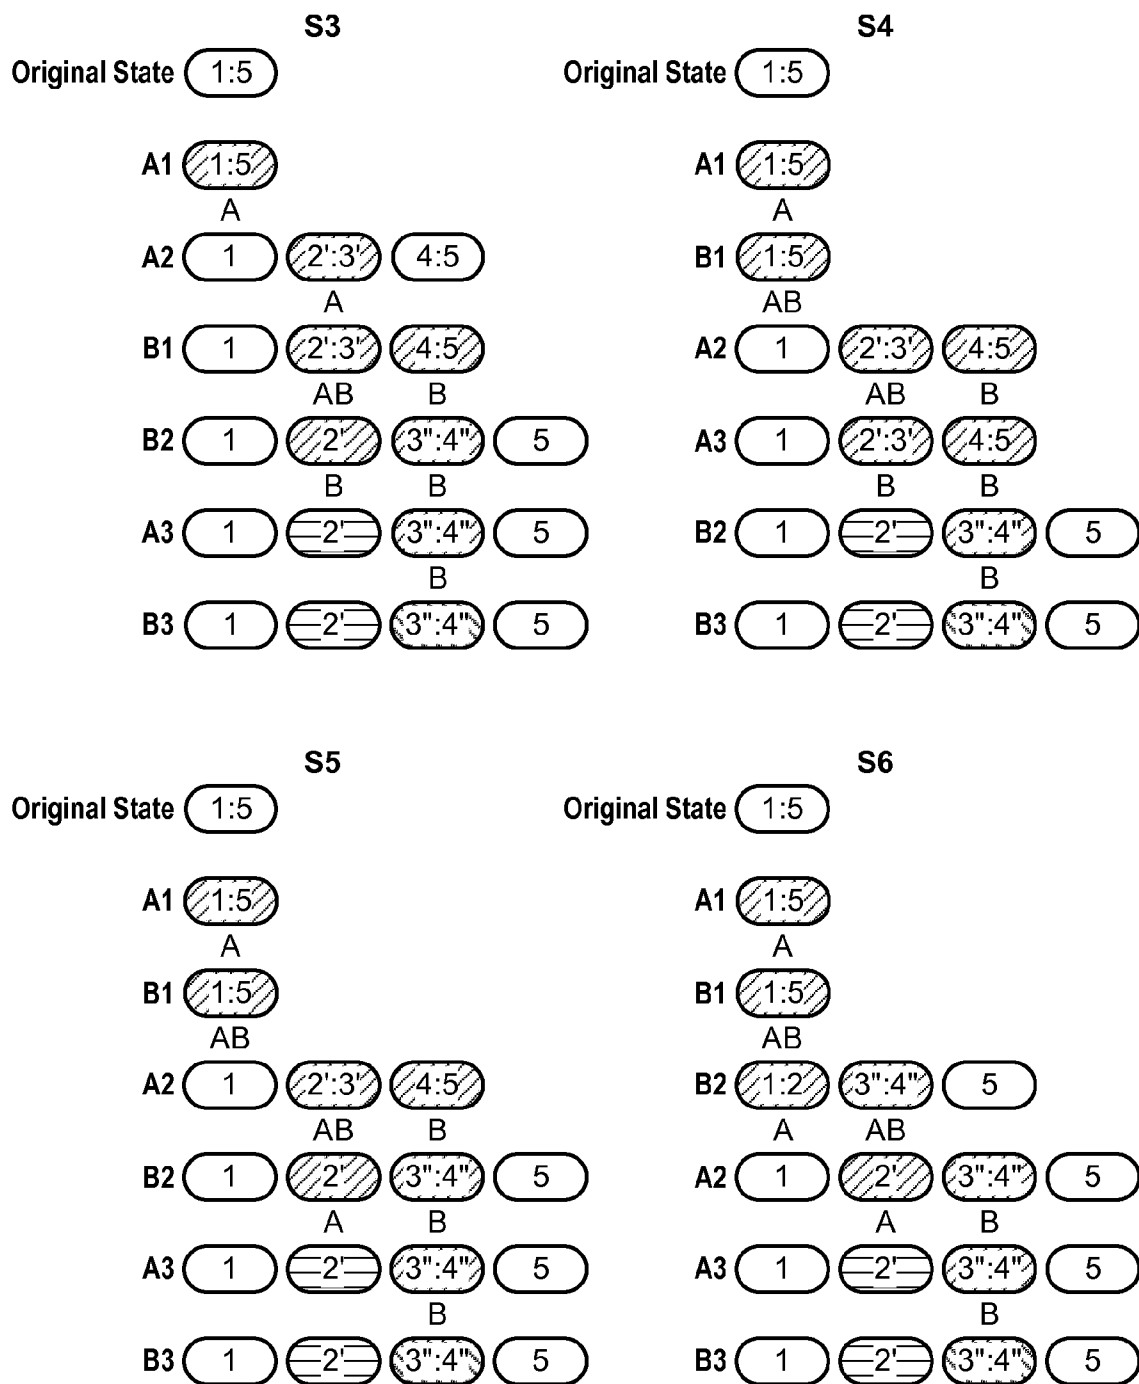 S3
Original State 1:5
A1 1:5
A
A2 1 2':3' 4:5
A
B1 1 2':3' 4:5
AB B
B2 1 2' 3":4" 5
B B
A3 1 2' 3":4" 5
B
B3 1 2' 3":4" 5
S4
Original State 1:5
A1 1:5
A
B1 1:5
AB
A2 1 2':3' 4:5
AB B
A3 1 2':3' 4:5
B B
B2 1 2' 3":4" 5
B
B3 1 2' 3":4" 5
S5
Original State 1:5
A1 1:5
A
B1 1:5
AB
A2 1 2':3' 4:5
AB B
B2 1 2' 3":4" 5
A B
A3 1 2' 3":4" 5
B
B3 1 2' 3":4" 5
S6
Original State 1:5
A1 1:5
A
B1 1:5
AB
B2 1:2 3":4" 5
A AB
A2 1 2' 3":4" 5
A B
A3 1 2' 3":4" 5
B
B3 1 2' 3":4" 5